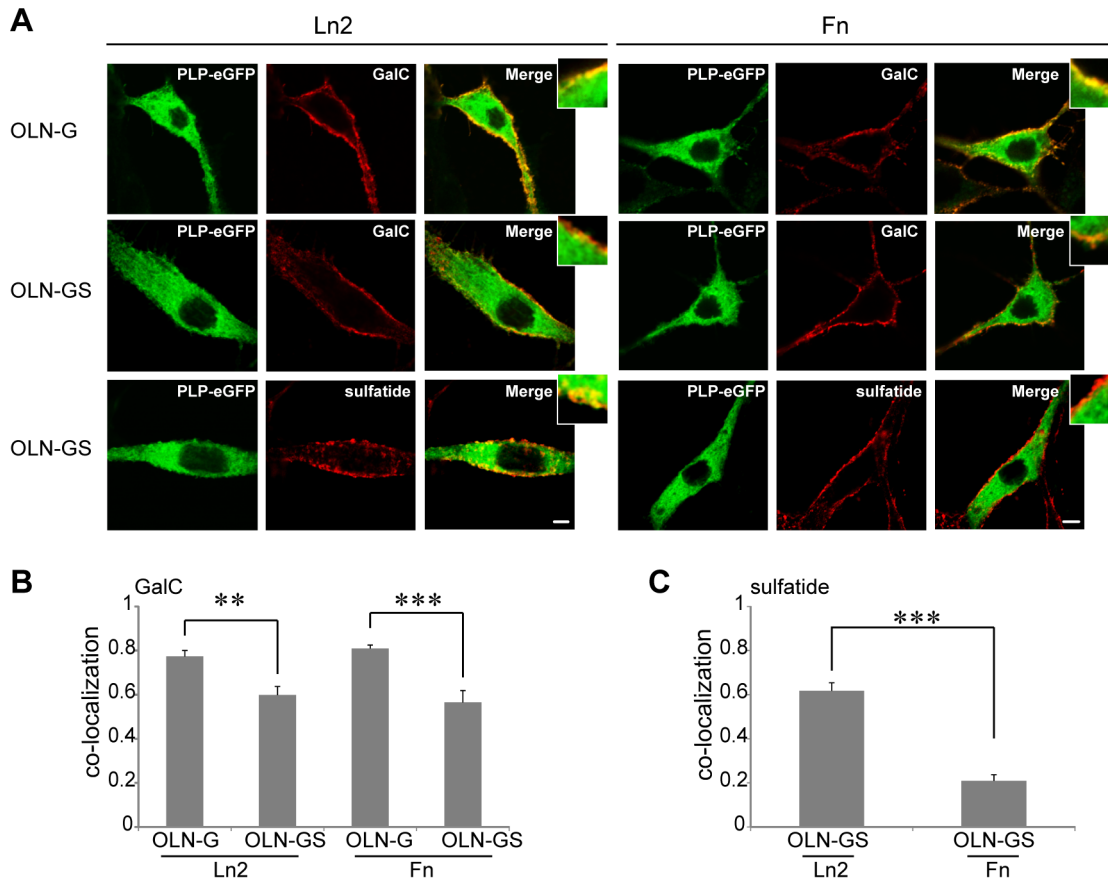 A
Ln2
Fn
OLN-G
PLP-eGFP
GalC
Merge
PLP-eGFP
GalC
Merge
OLN-GS
PLP-eGFP
GalC
Merge
PLP-eGFP
GalC
Merge
OLN-GS
PLP-eGFP
sulfatide
Merge
PLP-eGFP
sulfatide
Merge
B
GalC
co-localization
1
0.8
0.6
0.4
0.2
0
**
***
OLN-G
OLN-GS
OLN-G
OLN-GS
Ln2
Fn
C
sulfatide
co-localization
1
0.8
0.6
0.4
0.2
0
***
OLN-GS
OLN-GS
Ln2
Fn